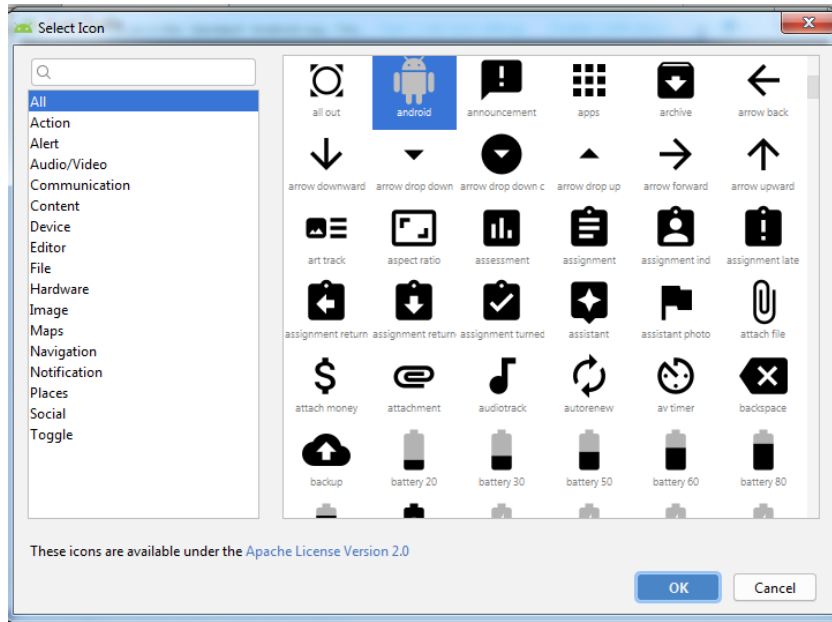 Select Icon
All
Action
Alert
Audio/Video
Communication
Content
Device
Editor
File
Hardware
Image
Maps
Navigation
Notification
Places
Social
Toggle
all out android announcement apps archive arrow back
arrow downward arrow drop down arrow drop down c arrow drop up arrow forward arrow upward
art track aspect ratio assessment assignment assignment ind assignment late
assignment return assignment return assignment turned assistant assistant photo attach file
attach money attachment audiotrack autorenew av timer backspace
backup battery 20 battery 30 battery 50 battery 60 battery 80
These icons are available under the Apache License Version 2.0
OK Cancel